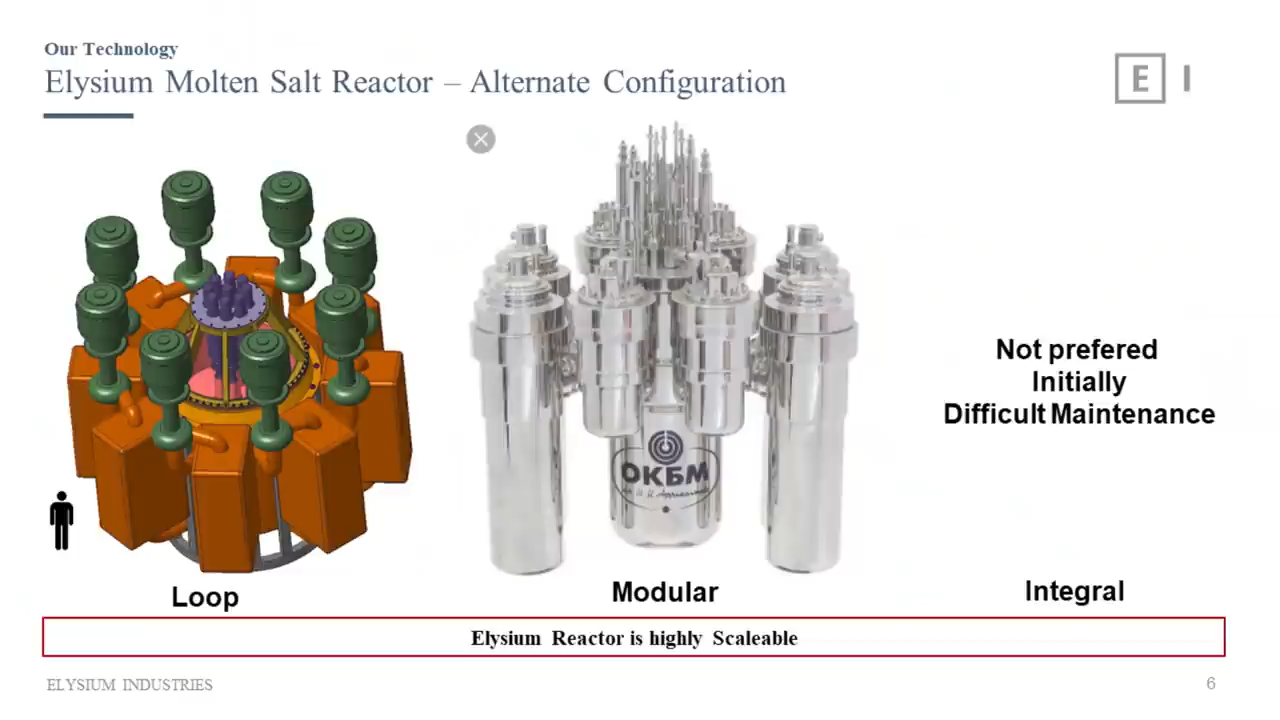 Our Technology
Elysium Molten Salt Reactor – Alternate Configuration
E I
Not prefered
Initially
Difficult Maintenance
ОКБМ
Loop
Modular
Integral
Elysium Reactor is highly Scaleable
ELYSIUM INDUSTRIES
6